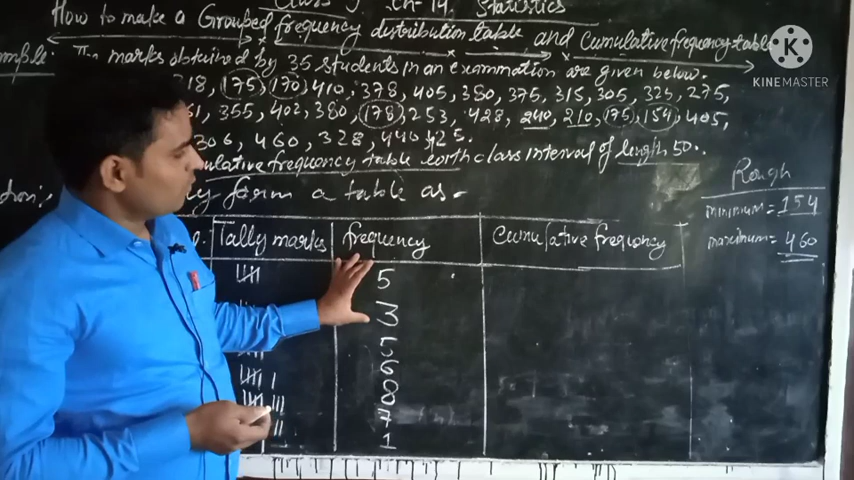 Class 9, Ch-14. Statistics
How to make a Grouped frequency distribution table and Cumulative frequency table
The marks obtained by 35 students in an examination are given below.
218, 175, 170, 410, 378, 405, 380, 375, 315, 305, 325, 275,
355, 402, 380, 178, 253, 428, 240, 210, 175, 154, 405,
306, 460, 328, 440, 425.
cumulative frequency table with class interval of length 50.
form a table as
Tally marks frequency Cumulative frequency
5
3
5
6
8
7
1
Rough
minimum = 154
maximum = 460
KINEMASTER